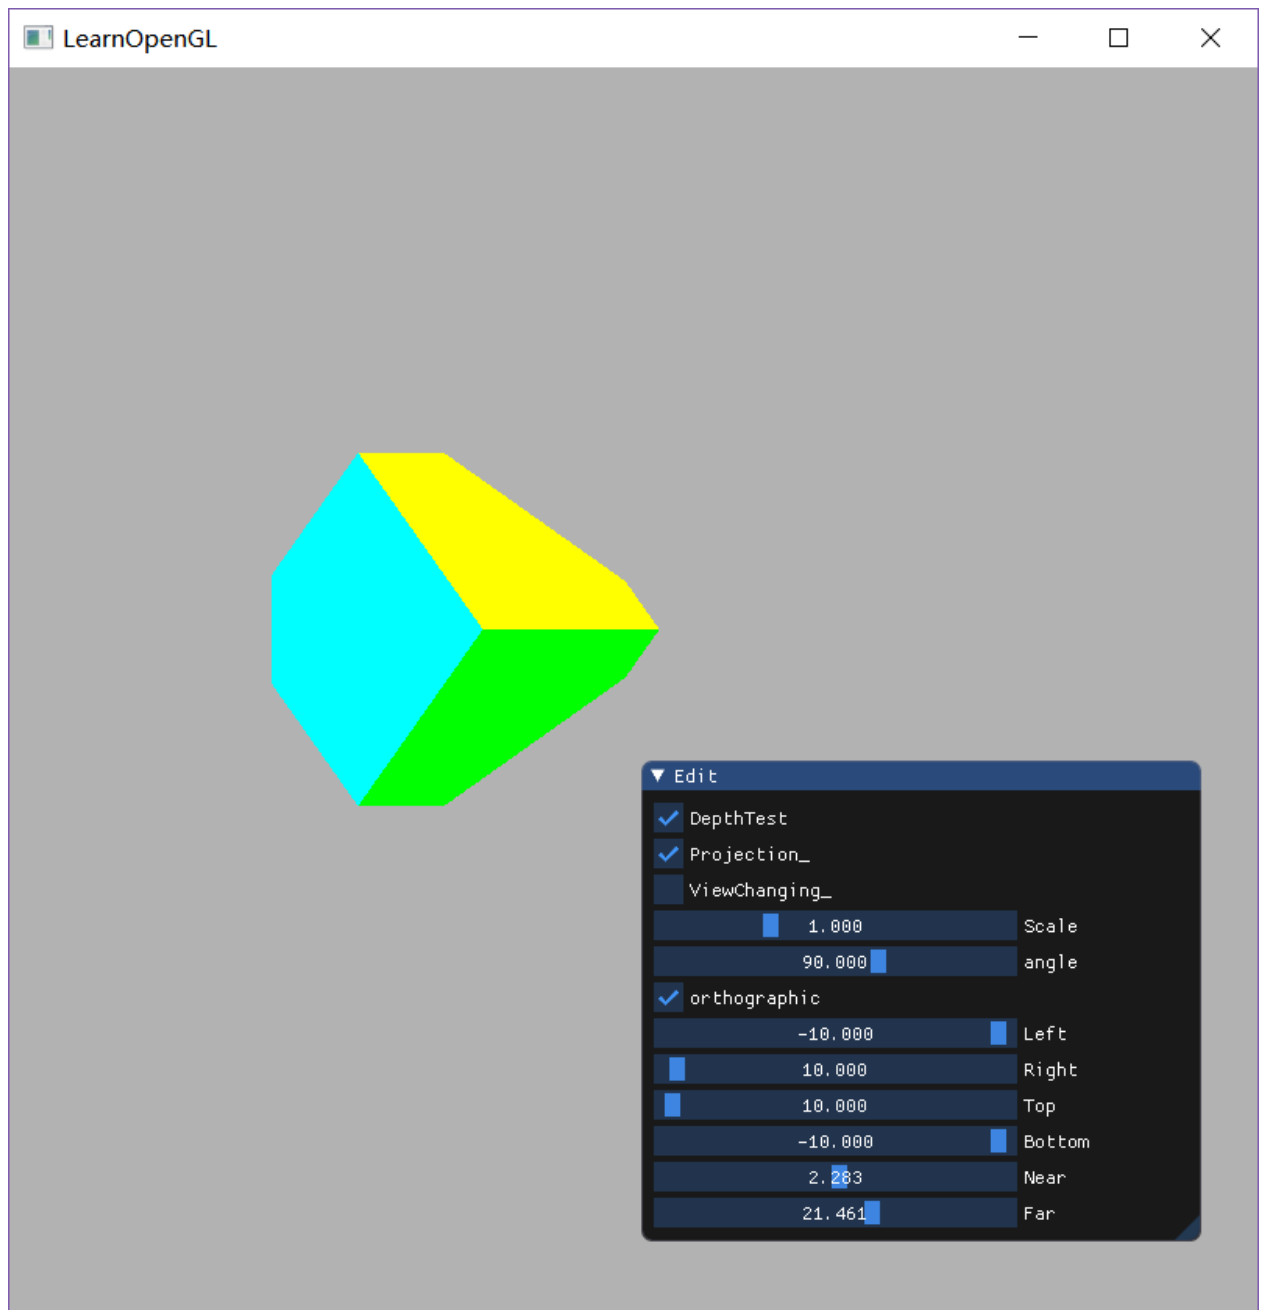 LearnOpenGL
Edit
DepthTest
Projection_
ViewChanging_
1.000 Scale
90.000 angle
orthographic
-10.000 Left
10.000 Right
10.000 Top
-10.000 Bottom
2.283 Near
21.461 Far